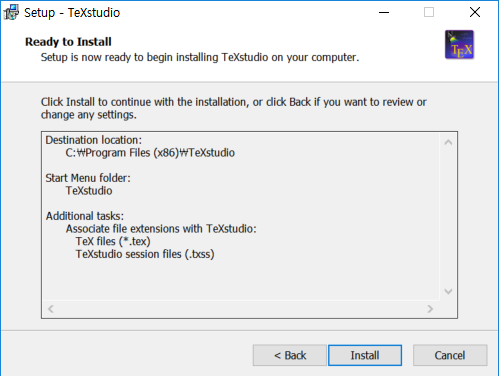 Setup - TeXstudio
Ready to Install
Setup is now ready to begin installing TeXstudio on your computer.
TEX
Click Install to continue with the installation, or click Back if you want to review or
change any settings.
Destination location:
C:₩Program Files (x86)₩TeXstudio
Start Menu folder:
TeXstudio
Additional tasks:
Associate file extensions with TeXstudio:
TeX files (*.tex)
TeXstudio session files (.txss)
< Back
Install
Cancel